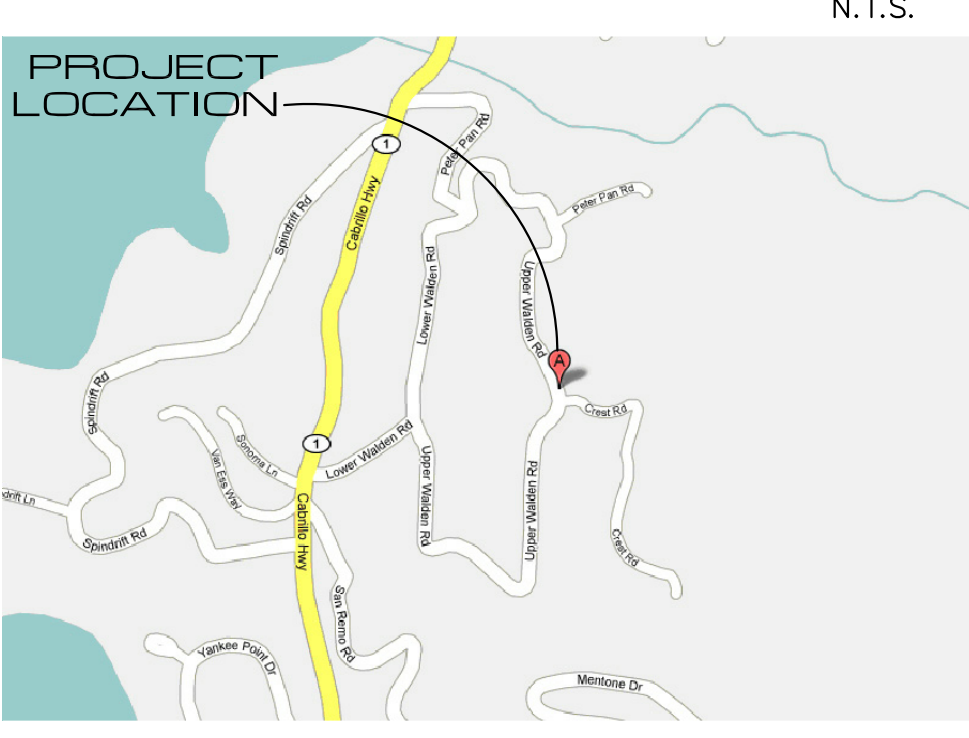 N.T.S.
PROJECT
LOCATION
1
Peter Pan Rd
Cabrillo Hwy
Spindrift Rd
Peter Pan Rd
Lower Walden Rd
Upper Walden Rd
A
Spindrift Rd
Crest Rd
1
Sonoma Ln
Lower Walden Rd
Van Ess Way
Upper Walden Rd
Upper Walden Rd
drift Ln
Cabrillo Hwy
Spindrift Rd
Crest Rd
San Remo Rd
Yankee Point Dr
Mentone Dr